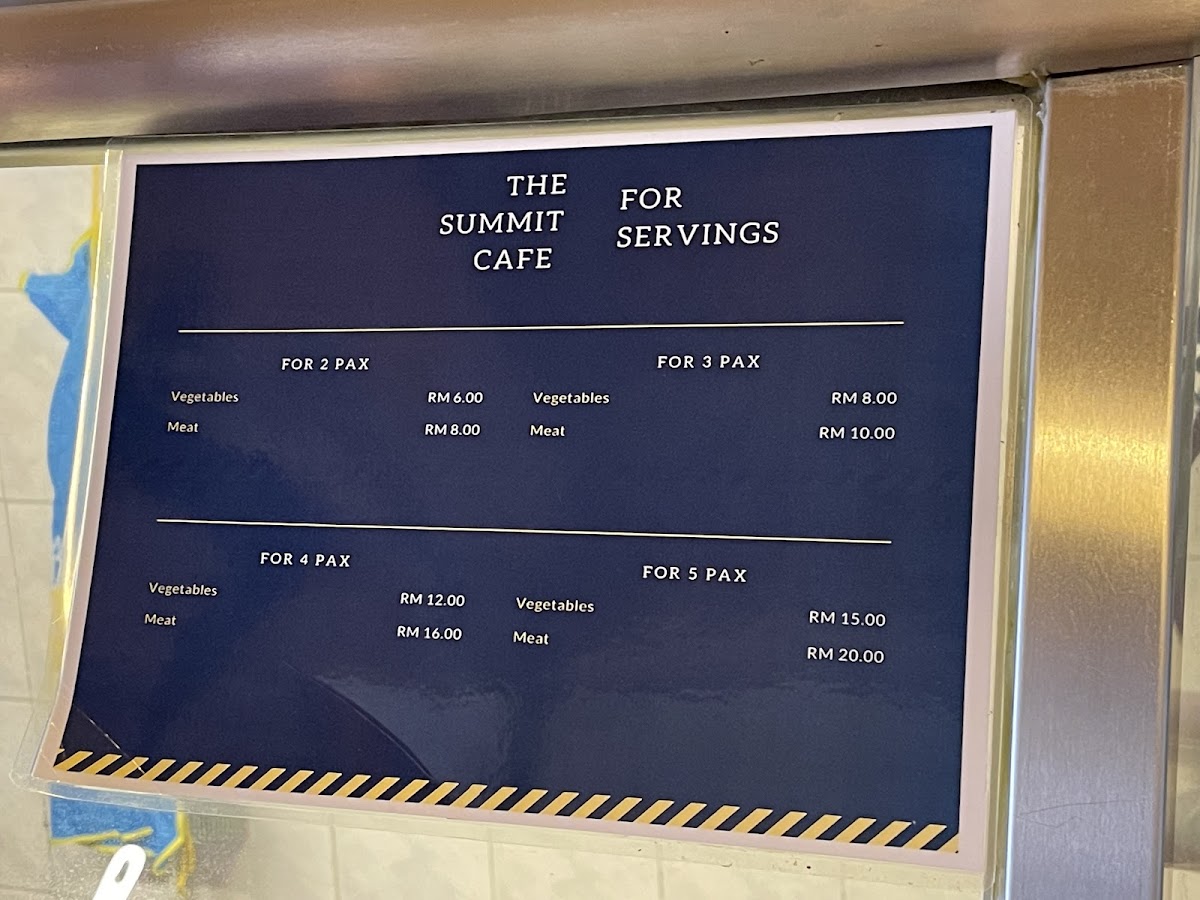 THE
SUMMIT
CAFE
FOR
SERVINGS
FOR 2 PAX
Vegetables RM 6.00
Meat RM 8.00
FOR 3 PAX
Vegetables RM 8.00
Meat RM 10.00
FOR 4 PAX
Vegetables RM 12.00
Meat RM 16.00
FOR 5 PAX
Vegetables RM 15.00
Meat RM 20.00